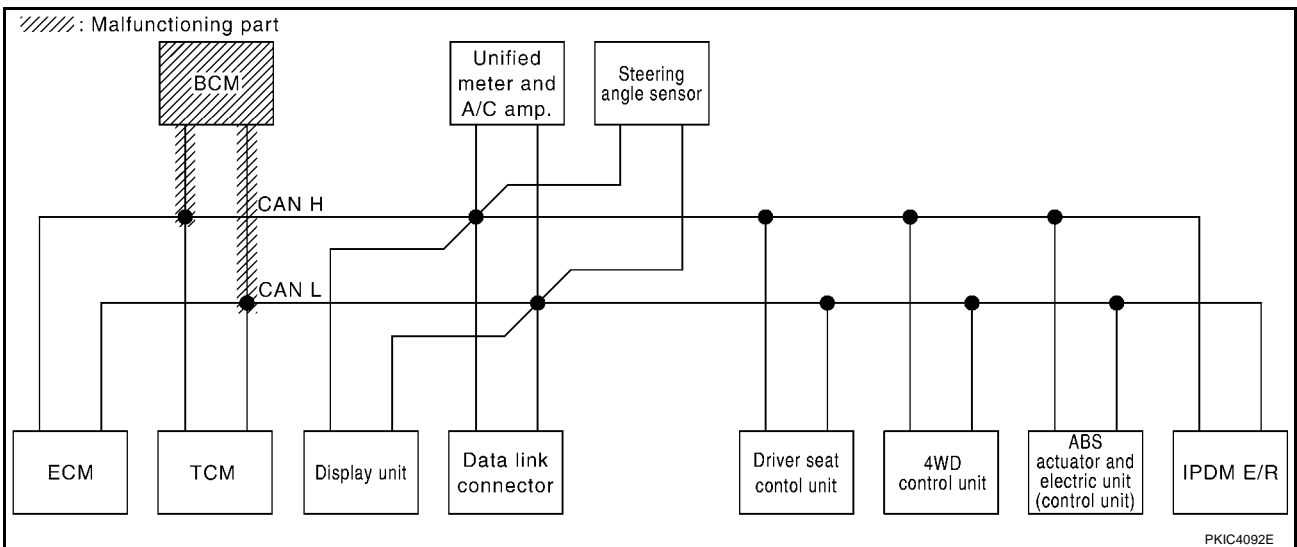 : Malfunctioning part
BCM
Unified
meter and
A/C amp.
Steering
angle sensor
CAN H
CAN L
ECM
TCM
Display unit
Data link
connector
Driver seat
contol unit
4WD
control unit
ABS
actuator and
electric unit
(control unit)
IPDM E/R
PKIC4092E